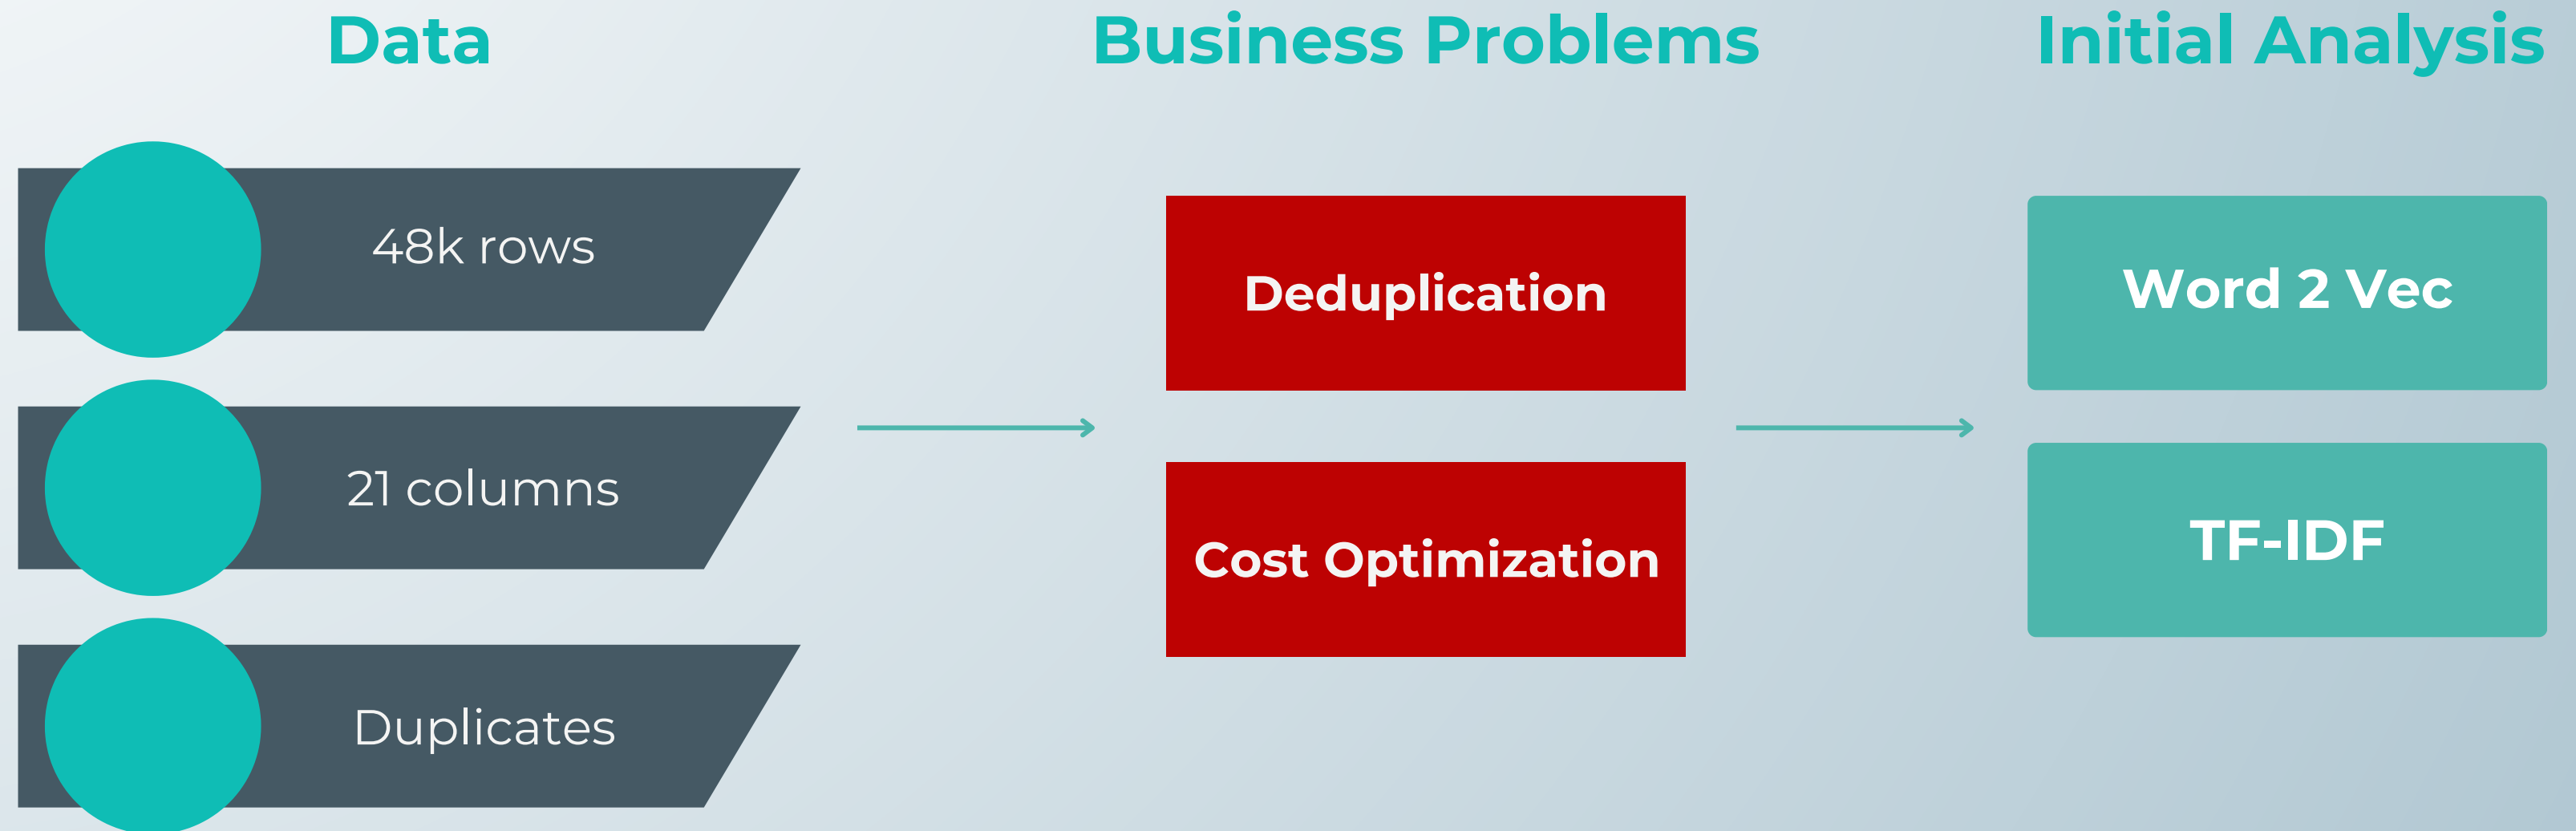 Data
48k rows
21 columns
Duplicates
Business Problems
Deduplication
Cost Optimization
Initial Analysis
Word 2 Vec
TF-IDF